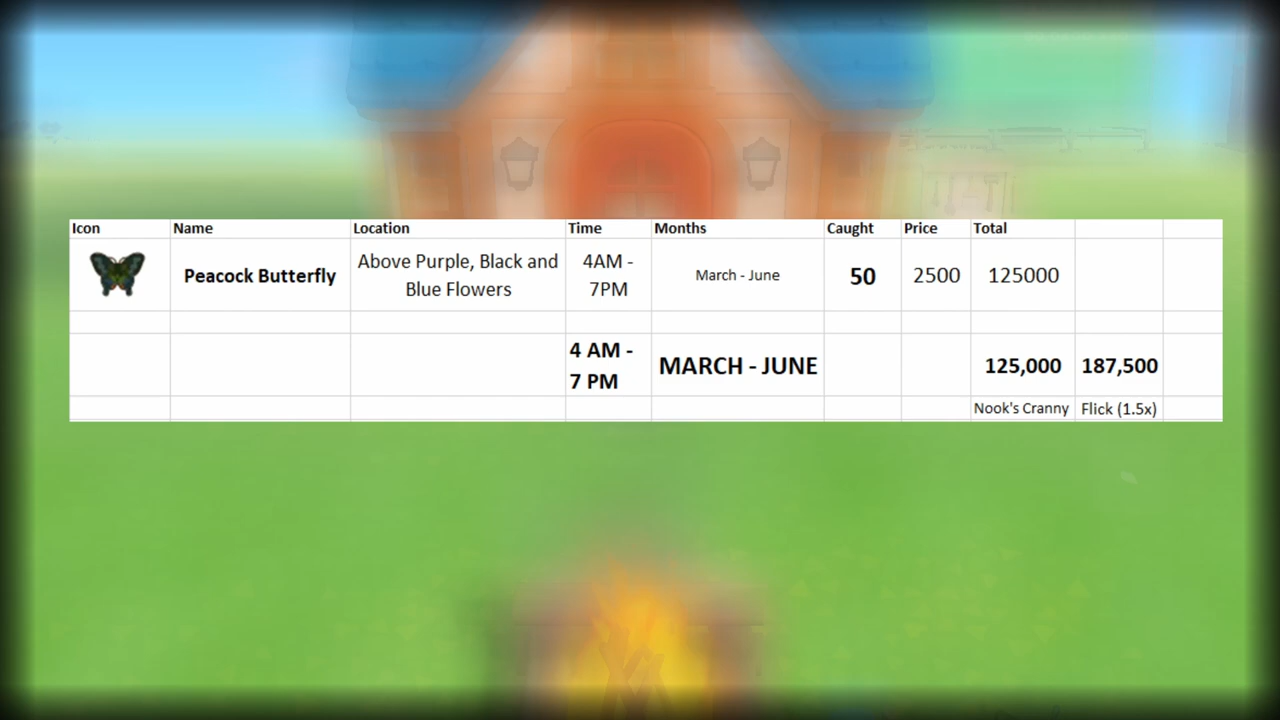 Icon Name Location Time Months Caught Price Total
Peacock Butterfly Above Purple, Black and Blue Flowers 4AM - 7PM March - June 50 2500 125000
4 AM - 7 PM MARCH - JUNE 125,000 187,500
Nook's Cranny Flick (1.5x)